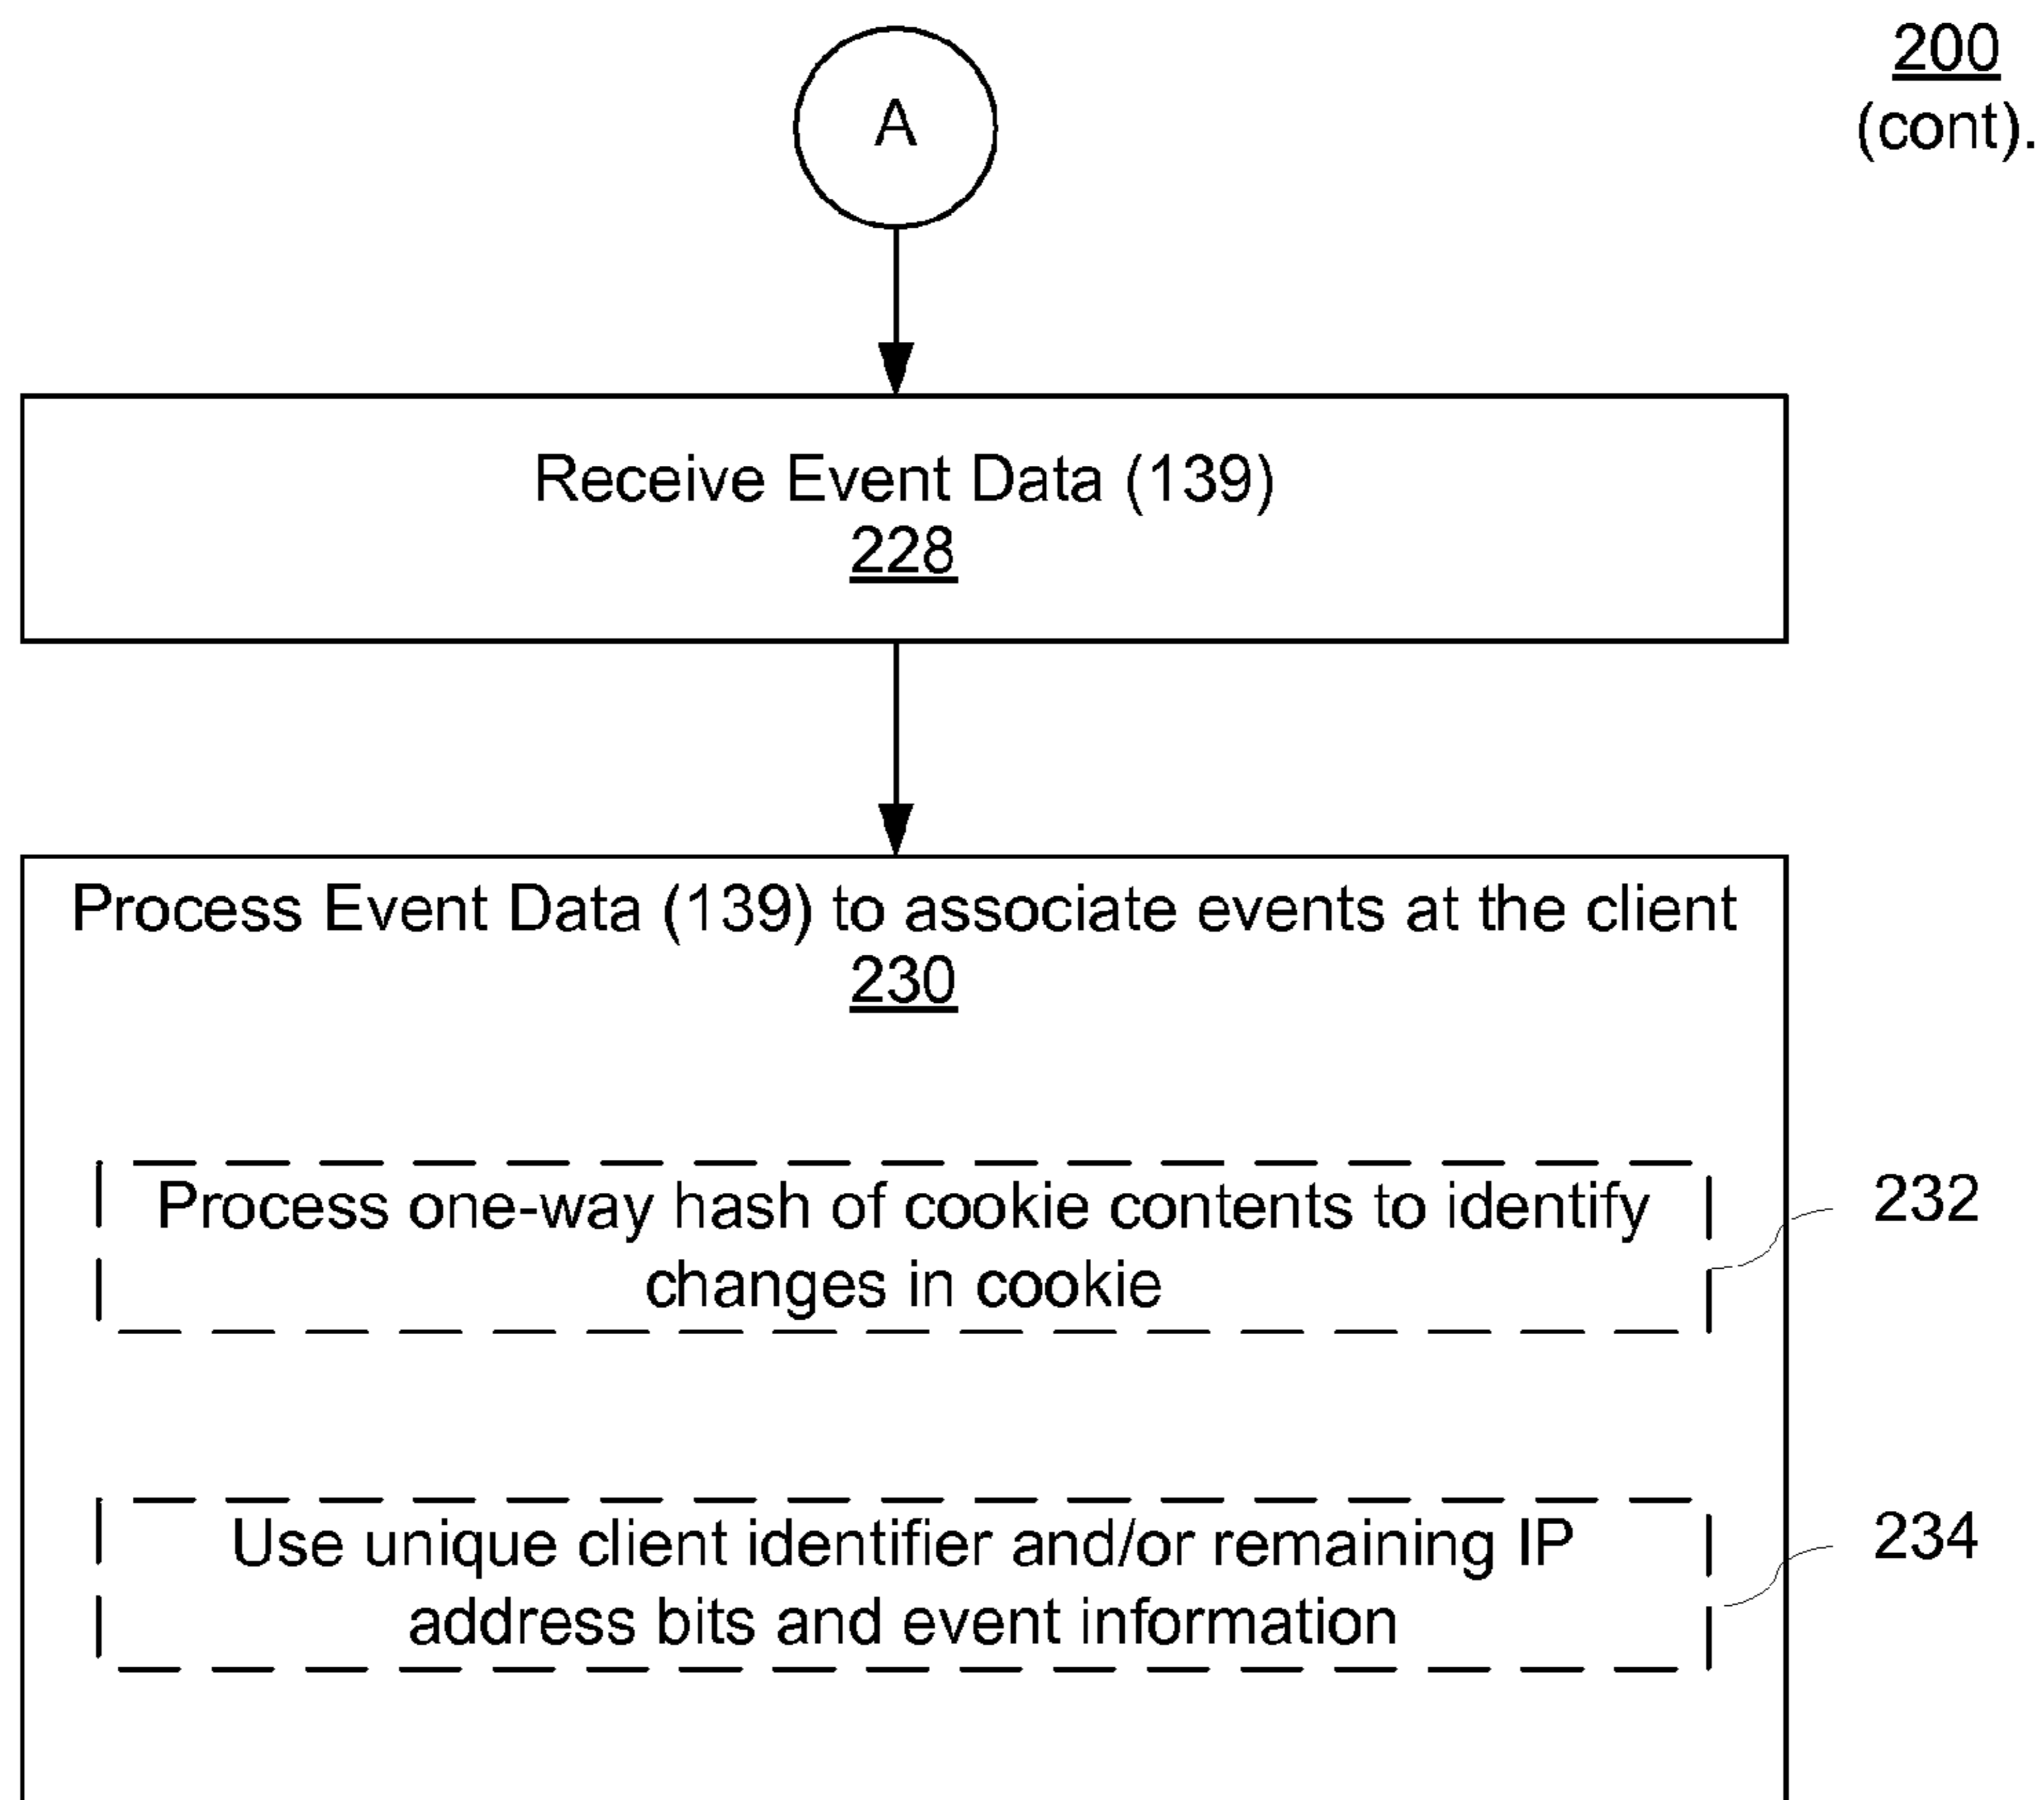 200
(cont).
A
Receive Event Data (139)
228
Process Event Data (139) to associate events at the client
230
Process one-way hash of cookie contents to identify
changes in cookie
232
Use unique client identifier and/or remaining IP
address bits and event information
234